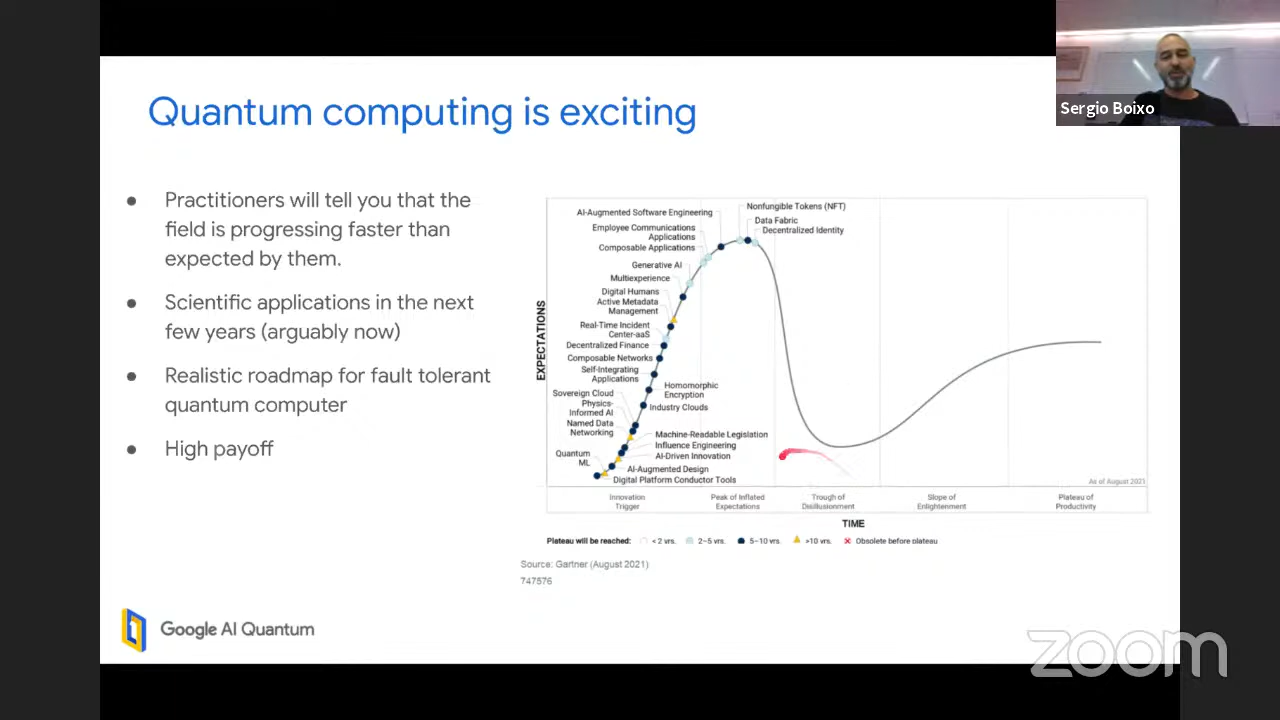 Quantum computing is exciting
Sergio Boixo
● Practitioners will tell you that the
field is progressing faster than
expected by them.
● Scientific applications in the next
few years (arguably now)
● Realistic roadmap for fault tolerant
quantum computer
● High payoff
EXPECTATIONS
Nonfungible Tokens (NFT)
AI-Augmented Software Engineering
Data Fabric
Employee Communications
Applications
Decentralized Identity
Composable Applications
Generative AI
Multiexperience
Digital Humans
Active Metadata
Management
Real-Time Incident
Center-aaS
Decentralized Finance
Composable Networks
Self-Integrating
Applications
Homomorphic
Encryption
Sovereign Cloud
Physics-
Informed AI
Industry Clouds
Named Data
Networking
Machine-Readable Legislation
Influence Engineering
Quantum
ML
AI-Driven Innovation
AI-Augmented Design
Digital Platform Conductor Tools
As of August 2021
Innovation
Trigger
Peak of Inflated
Expectations
Trough of
Disillusionment
Slope of
Enlightenment
Plateau of
Productivity
TIME
Plateau will be reached: < 2 yrs. 2–5 yrs. 5–10 yrs. >10 yrs. Obsolete before plateau
Source: Gartner (August 2021)
747576
Google AI Quantum
zoom